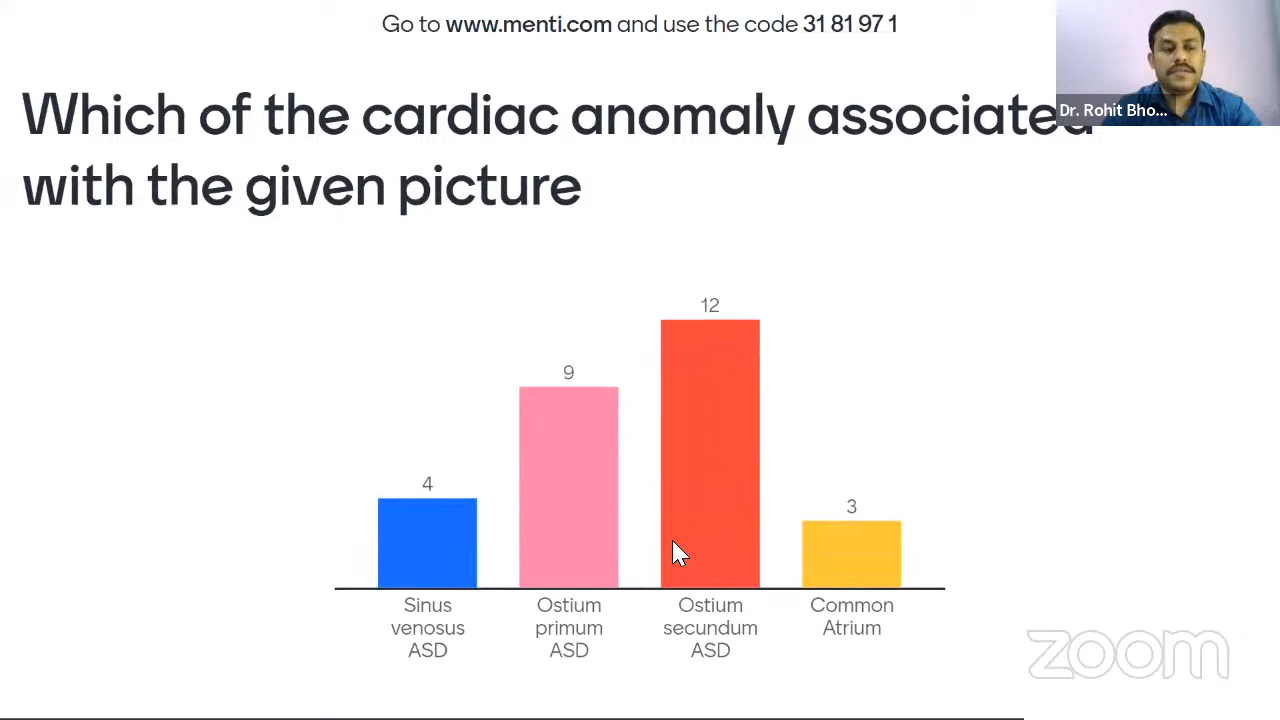 Go to www.menti.com and use the code 31 81 97 1
Which of the cardiac anomaly associated
with the given picture
Dr. Rohit Bho...
12
9
4
3
Sinus venosus ASD
Ostium primum ASD
Ostium secundum ASD
Common Atrium
zoom